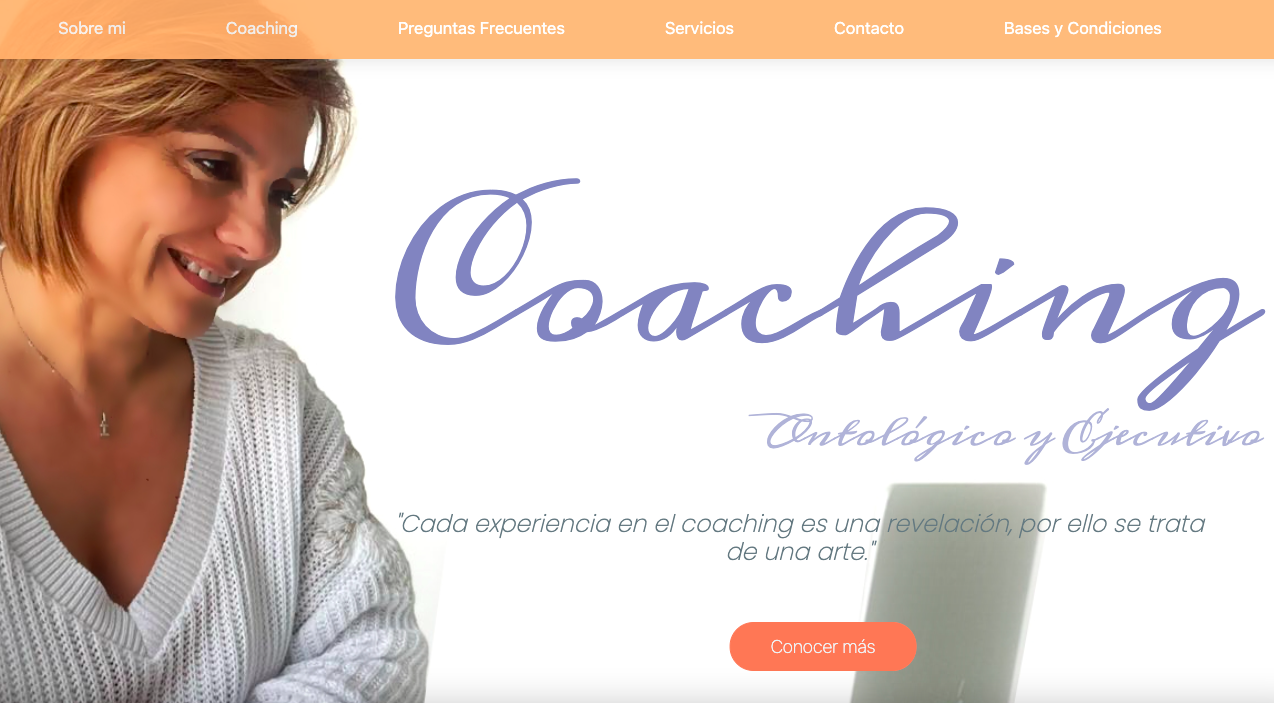 Sobre mi Coaching Preguntas Frecuentes Servicios Contacto Bases y Condiciones
Coaching
Ontológico y Ejecutivo
"Cada experiencia en el coaching es una revelación, por ello se trata
de una arte."
Conocer más